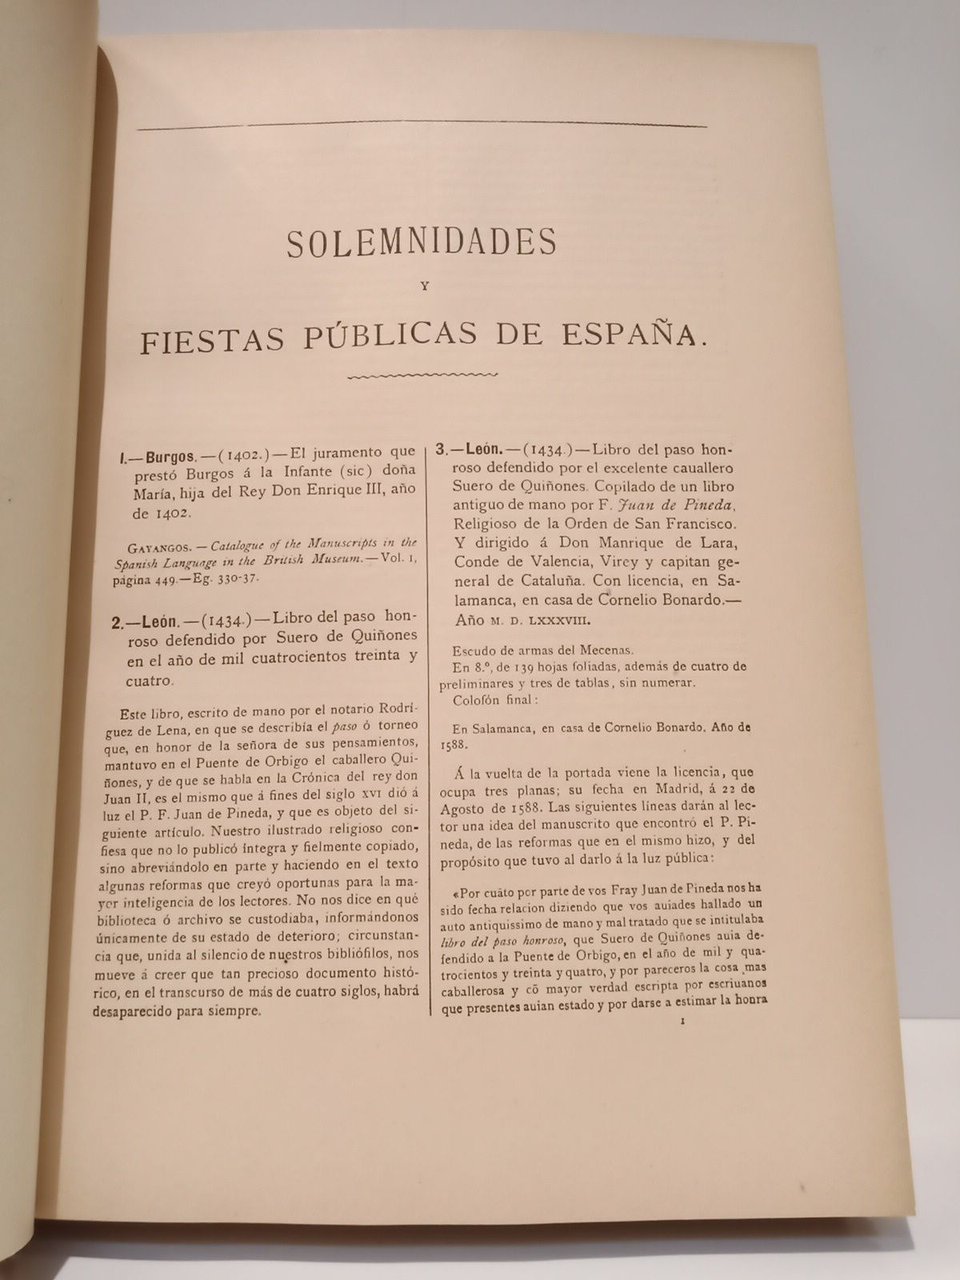 SOLEMNIDADES
Y
FIESTAS PÚBLICAS DE ESPAÑA.
1.—Burgos.—(1402.)—El juramento que
prestó Burgos á la Infante (sic) doña
María, hija del Rey Don Enrique III, año
de 1402.
GAYANGOS.—Catalogue of the Manuscripts in the
Spanish Language in the British Museum.—Vol. I,
página 449.—Eg. 330-37.
2.—León.—(1434.)—Libro del paso hon-
roso defendido por Suero de Quiñones
en el año de mil cuatrocientos treinta y
cuatro.
Este libro, escrito de mano por el notario Rodrí-
guez de Lena, en que se describía el paso ó torneo
que, en honor de la señora de sus pensamientos,
mantuvo en el Puente de Orbigo el caballero Qui-
ñones, y de que se habla en la Crónica del rey don
Juan II, es el mismo que á fines del siglo XVI dió á
luz el P. F. Juan de Pineda, y que es objeto del si-
guiente artículo. Nuestro ilustrado religioso con-
fiesa que no lo publicó íntegra y fielmente copiado,
sino abreviándolo en parte y haciendo en el texto
algunas reformas que creyó oportunas para la ma-
yor inteligencia de los lectores. No nos dice en qué
biblioteca ó archivo se custodiaba, informándonos
únicamente de su estado de deterioro; circunstan-
cia que, unida al silencio de nuestros bibliófilos, nos
mueve á creer que tan precioso documento histó-
rico, en el transcurso de más de cuatro siglos, habrá
desaparecido para siempre.
3.—León.—(1434.)—Libro del paso hon-
roso defendido por el excelente cauallero
Suero de Quiñones. Copilado de un libro
antiguo de mano por F. Juan de Pineda,
Religioso de la Orden de San Francisco.
Y dirigido á Don Manrique de Lara,
Conde de Valencia, Virey y capitan ge-
neral de Cataluña. Con licencia, en Sa-
lamanca, en casa de Cornelio Bonardo.—
Año M. D. LXXXVIII.
Escudo de armas del Mecenas.
En 8.º, de 139 hojas foliadas, además de cuatro de
preliminares y tres de tablas, sin numerar.
Colofón final:
En Salamanca, en casa de Cornelio Bonardo. Año de
1588.
Á la vuelta de la portada viene la licencia, que
ocupa tres planas; su fecha en Madrid, á 22 de
Agosto de 1588. Las siguientes líneas darán al lec-
tor una idea del manuscrito que encontró el P. Pi-
neda, de las reformas que en el mismo hizo, y del
propósito que tuvo al darlo á la luz pública:
«Por cuãto por parte de vos Fray Juan de Pineda nos ha
sido fecha relacion diziendo que vos auiades hallado un
auto antiquissimo de mano y mal tratado que se intitulaba
libro del paso honroso, que Suero de Quiñones auia de-
fendido a la Puente de Orbigo, en el año de mil y qua-
trocientos y treinta y quatro, y por pareceros la cosa mas
caballerosa y cõ mayor verdad escripta por escriuanos
que presentes auian estado y por darse a estimar la honra
1